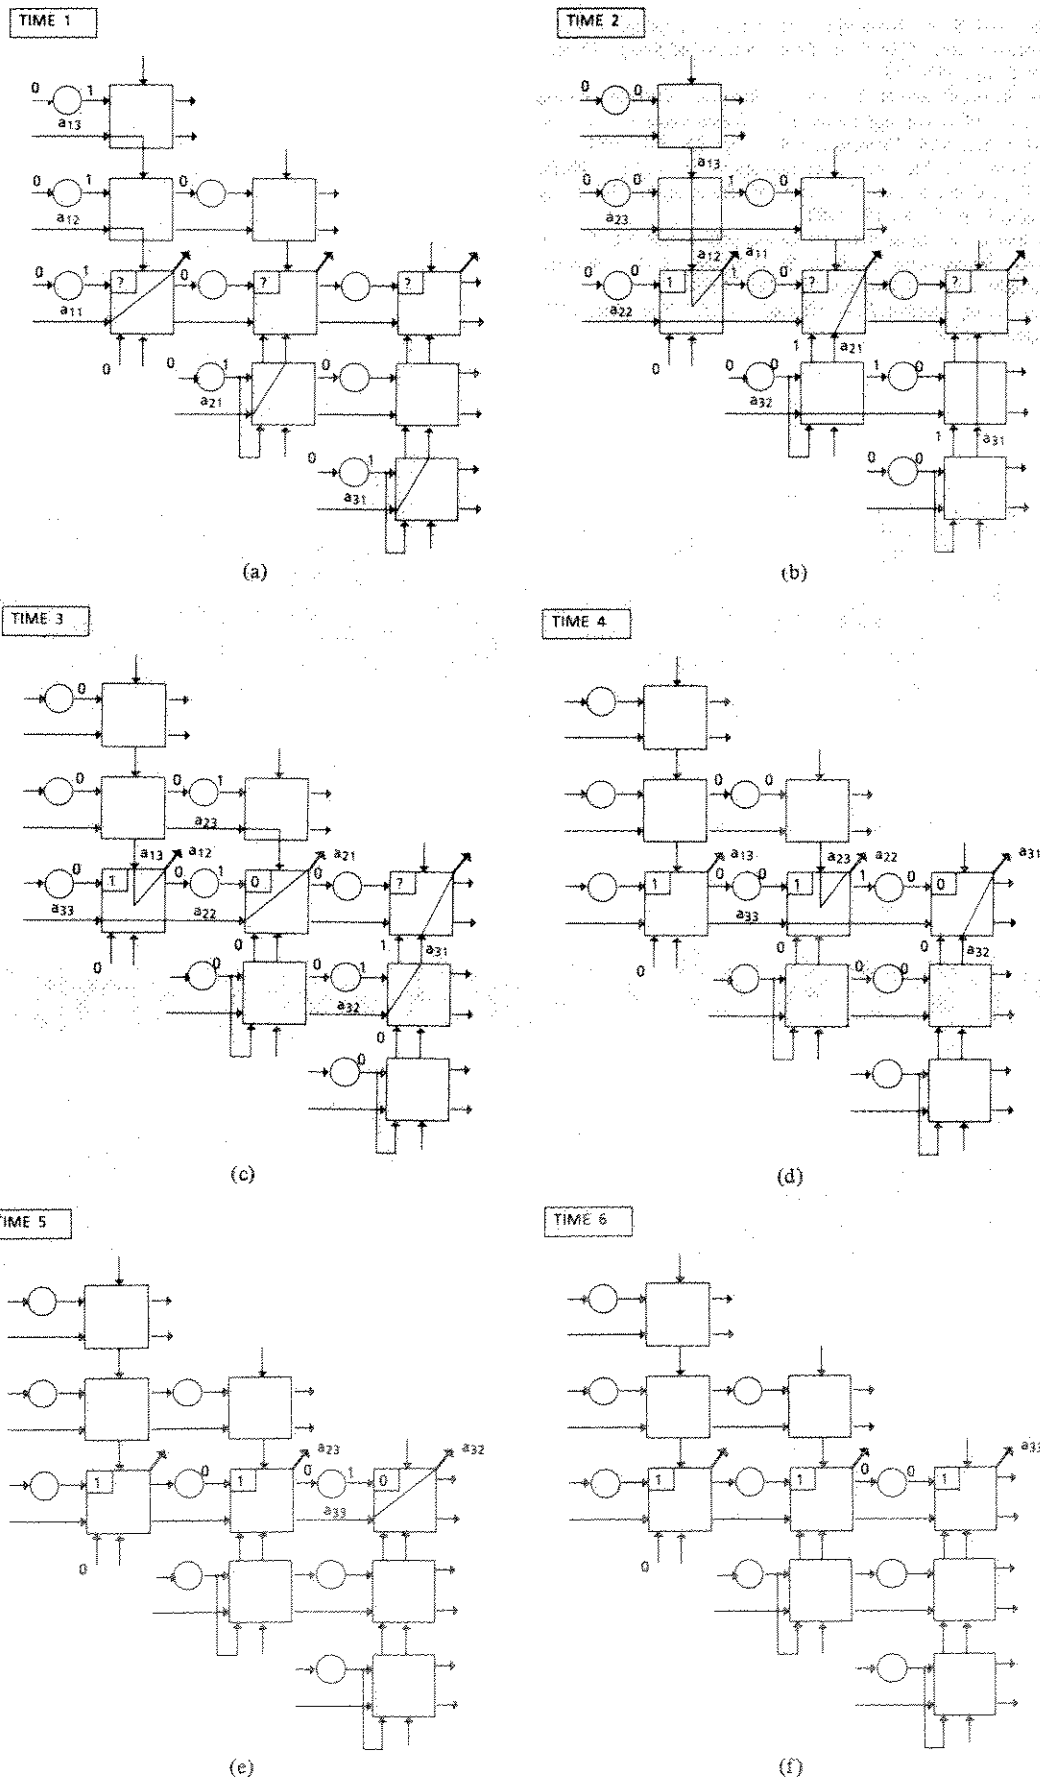 TIME 1
0 1
a13
0 1 0
a12
0 1 0 0
? ? ?
a11
0
0 1 0
a21
0 1
a31
(a)
TIME 2
0 0
a13
0 0 1 0
a23
a12 a11
0 0 1 0
1 ? ?
a22
0
1 a21
0 0 1 0
a32
1 a31
0 0
(b)
TIME 3
0
0 0 1
a23
a13 a12 a21
0 0 1 0
1 0 ?
a33 a22
0 0 1 a31
0 0 1
a32
0
0
(c)
TIME 4
0 0
a13 a23 a22 a31
0 0 1 0
1 1 0
a33
0 0 0 a32
0 0
(d)
TIME 5
a23 a32
0 0 1
1 1 0
a33
0
(e)
TIME 6
a33
0 0
1 1 1
0
(f)